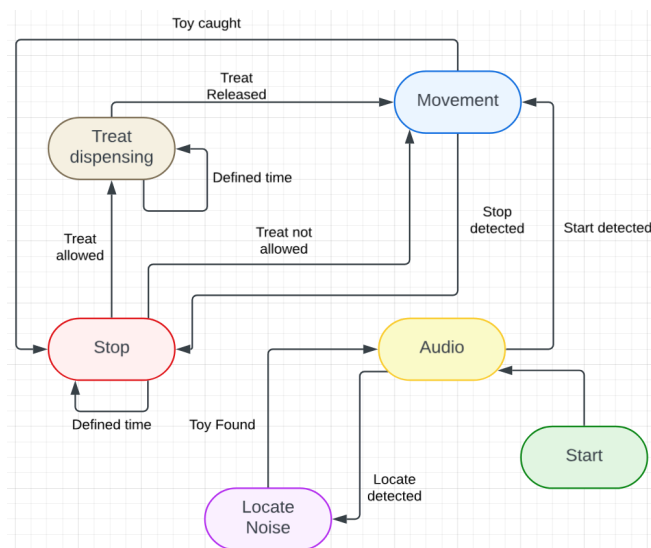 Toy caught
Treat
Released
Movement
Treat
dispensing
Defined time
Stop
detected
Start detected
Treat
allowed
Treat not
allowed
Stop
Audio
Defined time
Toy Found
Start
Locate
detected
Locate
Noise